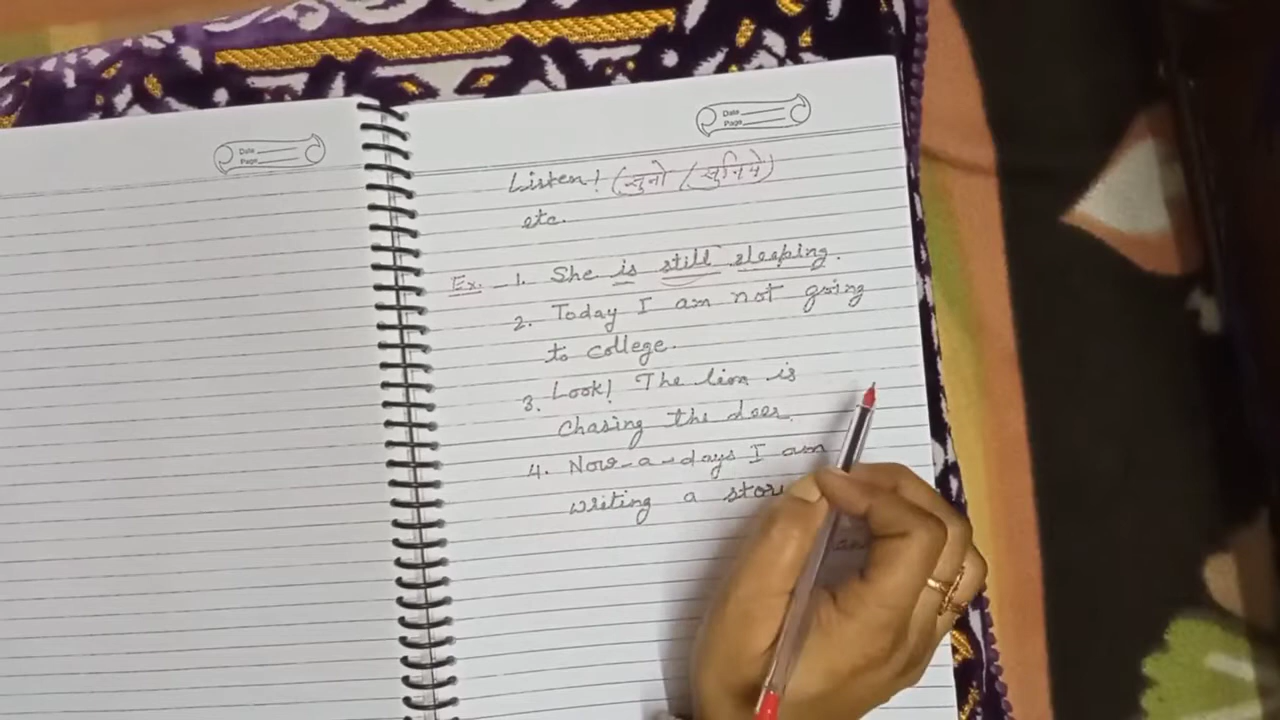 Date
Page
Date
Page
Listen! (सुनो / सुनिये)
etc.
Ex. - 1. She is still sleeping.
2. Today I am not going
to college.
3. Look! The lion is
chasing the deer.
4. Now-a-days I am
writing a stor